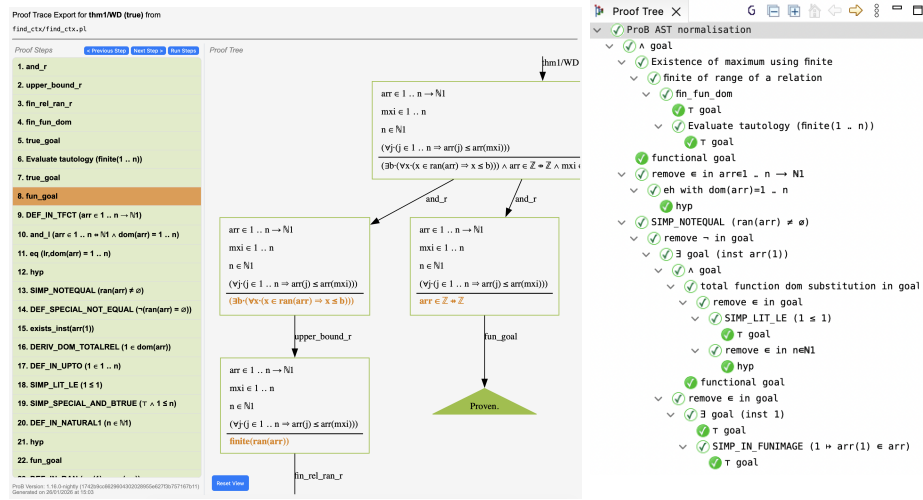 Proof Trace Export for thm1/WD (true) from
find_ctx/find_ctx.pl
Proof Steps
< Previous Step
Next Step >
Run Steps
1. and_r
2. upper_bound_r
3. fin_rel_ran_r
4. fin_fun_dom
5. true_goal
6. Evaluate tautology (finite(1 .. n))
7. true_goal
8. fun_goal
9. DEF_IN_TFCT (arr ∈ 1 .. n → ℕ1)
10. and_l (arr ∈ 1 .. n ⇸ ℕ1 ∧ dom(arr) = 1 .. n)
11. eq (lr,dom(arr) = 1 .. n)
12. hyp
13. SIMP_NOTEQUAL (ran(arr) ≠ ∅)
14. DEF_SPECIAL_NOT_EQUAL (¬(ran(arr) = ∅))
15. exists_inst(arr(1))
16. DERIV_DOM_TOTALREL (1 ∈ dom(arr))
17. DEF_IN_UPTO (1 ∈ 1 .. n)
18. SIMP_LIT_LE (1 ≤ 1)
19. SIMP_SPECIAL_AND_BTRUE (⊤ ∧ 1 ≤ n)
20. DEF_IN_NATURAL1 (n ∈ ℕ1)
21. hyp
22. fun_goal
Generated on 28/01/2026 at 15:03
Proof Tree
thm1/WD
arr ∈ 1 .. n → ℕ1
mxi ∈ 1 .. n
n ∈ ℕ1
(∀j·(j ∈ 1 .. n ⇒ arr(j) ≤ arr(mxi)))
(∃b·(∀x·(x ∈ ran(arr) ⇒ x ≤ b))) ∧ arr ∈ ℤ ⇸ ℤ ∧ mxi
and_r
and_r
arr ∈ 1 .. n → ℕ1
mxi ∈ 1 .. n
n ∈ ℕ1
(∀j·(j ∈ 1 .. n ⇒ arr(j) ≤ arr(mxi)))
(∃b·(∀x·(x ∈ ran(arr) ⇒ x ≤ b)))
arr ∈ 1 .. n → ℕ1
mxi ∈ 1 .. n
n ∈ ℕ1
(∀j·(j ∈ 1 .. n ⇒ arr(j) ≤ arr(mxi)))
arr ∈ ℤ ⇸ ℤ
upper_bound_r
fun_goal
arr ∈ 1 .. n → ℕ1
mxi ∈ 1 .. n
n ∈ ℕ1
(∀j·(j ∈ 1 .. n ⇒ arr(j) ≤ arr(mxi)))
finite(ran(arr))
Proven.
fin_rel_ran_r
Reset View
Proof Tree
ProB AST normalisation
∧ goal
Existence of maximum using finite
finite of range of a relation
fin_fun_dom
⊤ goal
Evaluate tautology (finite(1 ‥ n))
⊤ goal
functional goal
remove ∈ in arr∈1 ‥ n → ℕ1
eh with dom(arr)=1 ‥ n
hyp
SIMP_NOTEQUAL (ran(arr) ≠ ∅)
remove ¬ in goal
∃ goal (inst arr(1))
∧ goal
total function dom substitution in goal
remove ∈ in goal
SIMP_LIT_LE (1 ≤ 1)
⊤ goal
remove ∈ in n∈ℕ1
hyp
functional goal
remove ∈ in goal
∃ goal (inst 1)
⊤ goal
SIMP_IN_FUNIMAGE (1 ↦ arr(1) ∈ arr)
⊤ goal